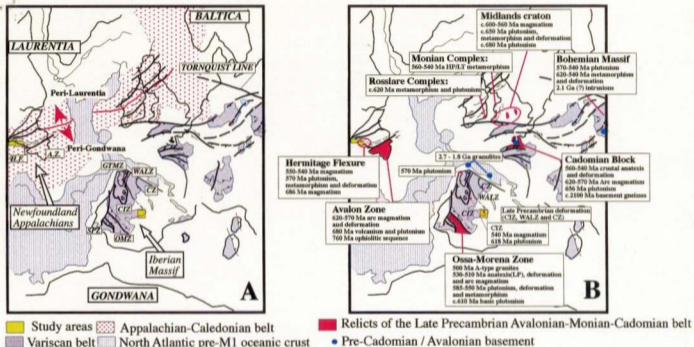 BALTICA
LAURENTIA
TORNQUIST LINE
Peri-Laurentia
Peri-Gondwana
H.F.
A.Z.
GTMZ
WALZ
CZ
CIZ
SPZ
OMZ
Newfoundland
Appalachians
Iberian
Massif
GONDWANA
A
Midlands craton
c.600-560 Ma magmatism
c.650 Ma plutonism,
metamorphism and deformation
c.680 Ma plutonism
Monian Complex:
560-540 Ma HP/LT metamorphism
Bohemian Massif
570-540 Ma plutonism
620-540 Ma metamorphism
and deformation
2.1 Ga (?) intrusions
Rosslare Complex:
c.620 Ma metamorphism and plutonism
Hermitage Flexure
550-540 Ma magmatism
570 Ma plutonism,
metamorphism and deformation
686 Ma magmatism
2.7 - 1.8 Ga granulites
570 Ma plutonism
CZ
WALZ
CIZ
Cadomian Block
560-540 Ma crustal anatexis
and deformation
620-570 Ma Arc magmatism
656 Ma plutonism
c.2100 Ma basement gneisses
Avalon Zone
620-570 Ma arc magmatism
and deformation
680 Ma volcanism and plutonism
760 Ma ophiolitic sequence
Late Precambrian deformation
(CIZ, WALZ and CZ)
CIZ
540 Ma magmatism
618 Ma plutonism
Ossa-Morena Zone
500 Ma A-type granites
530-510 Ma anatexis(LP), deformation
and arc magmatism
585-550 Ma plutonism, deformation
and metamorphism
c.610 Ma basic plutonism
B
Study areas
Appalachian-Caledonian belt
Relicts of the Late Precambrian Avalonian-Monian-Cadomian belt
Variscan belt
North Atlantic pre-M1 oceanic crust
Pre-Cadomian / Avalonian basement